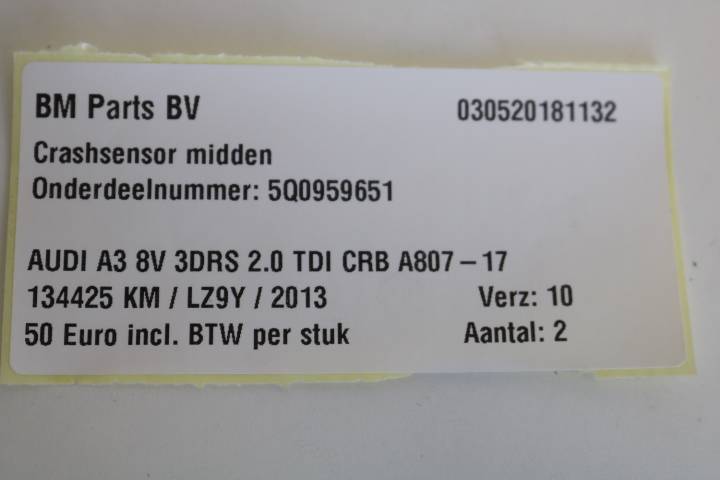 BM Parts BV 030520181132
Crashsensor midden
Onderdeelnummer: 5Q0959651
AUDI A3 8V 3DRS 2.0 TDI CRB A807 – 17
134425 KM / LZ9Y / 2013 Verz: 10
50 Euro incl. BTW per stuk Aantal: 2